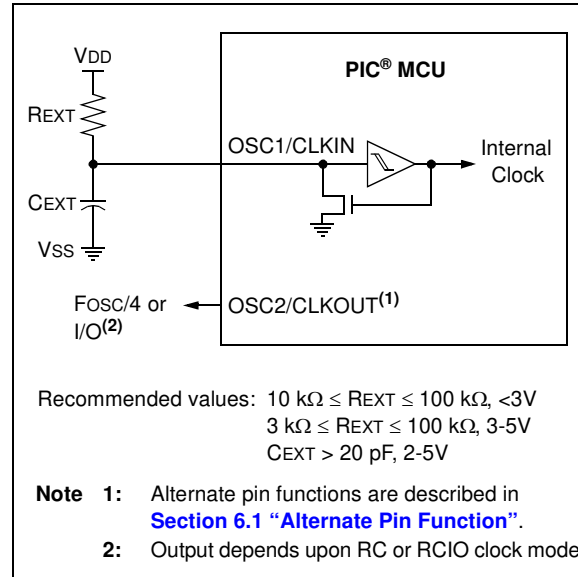 VDD
PIC® MCU
REXT
OSC1/CLKIN
Internal
Clock
CEXT
VSS
FOSC/4 or
I/O(2)
OSC2/CLKOUT(1)
Recommended values: 10 kΩ ≤ REXT ≤ 100 kΩ, <3V
3 kΩ ≤ REXT ≤ 100 kΩ, 3-5V
CEXT > 20 pF, 2-5V
Note 1: Alternate pin functions are described in
Section 6.1 “Alternate Pin Function”.
2: Output depends upon RC or RCIO clock mode